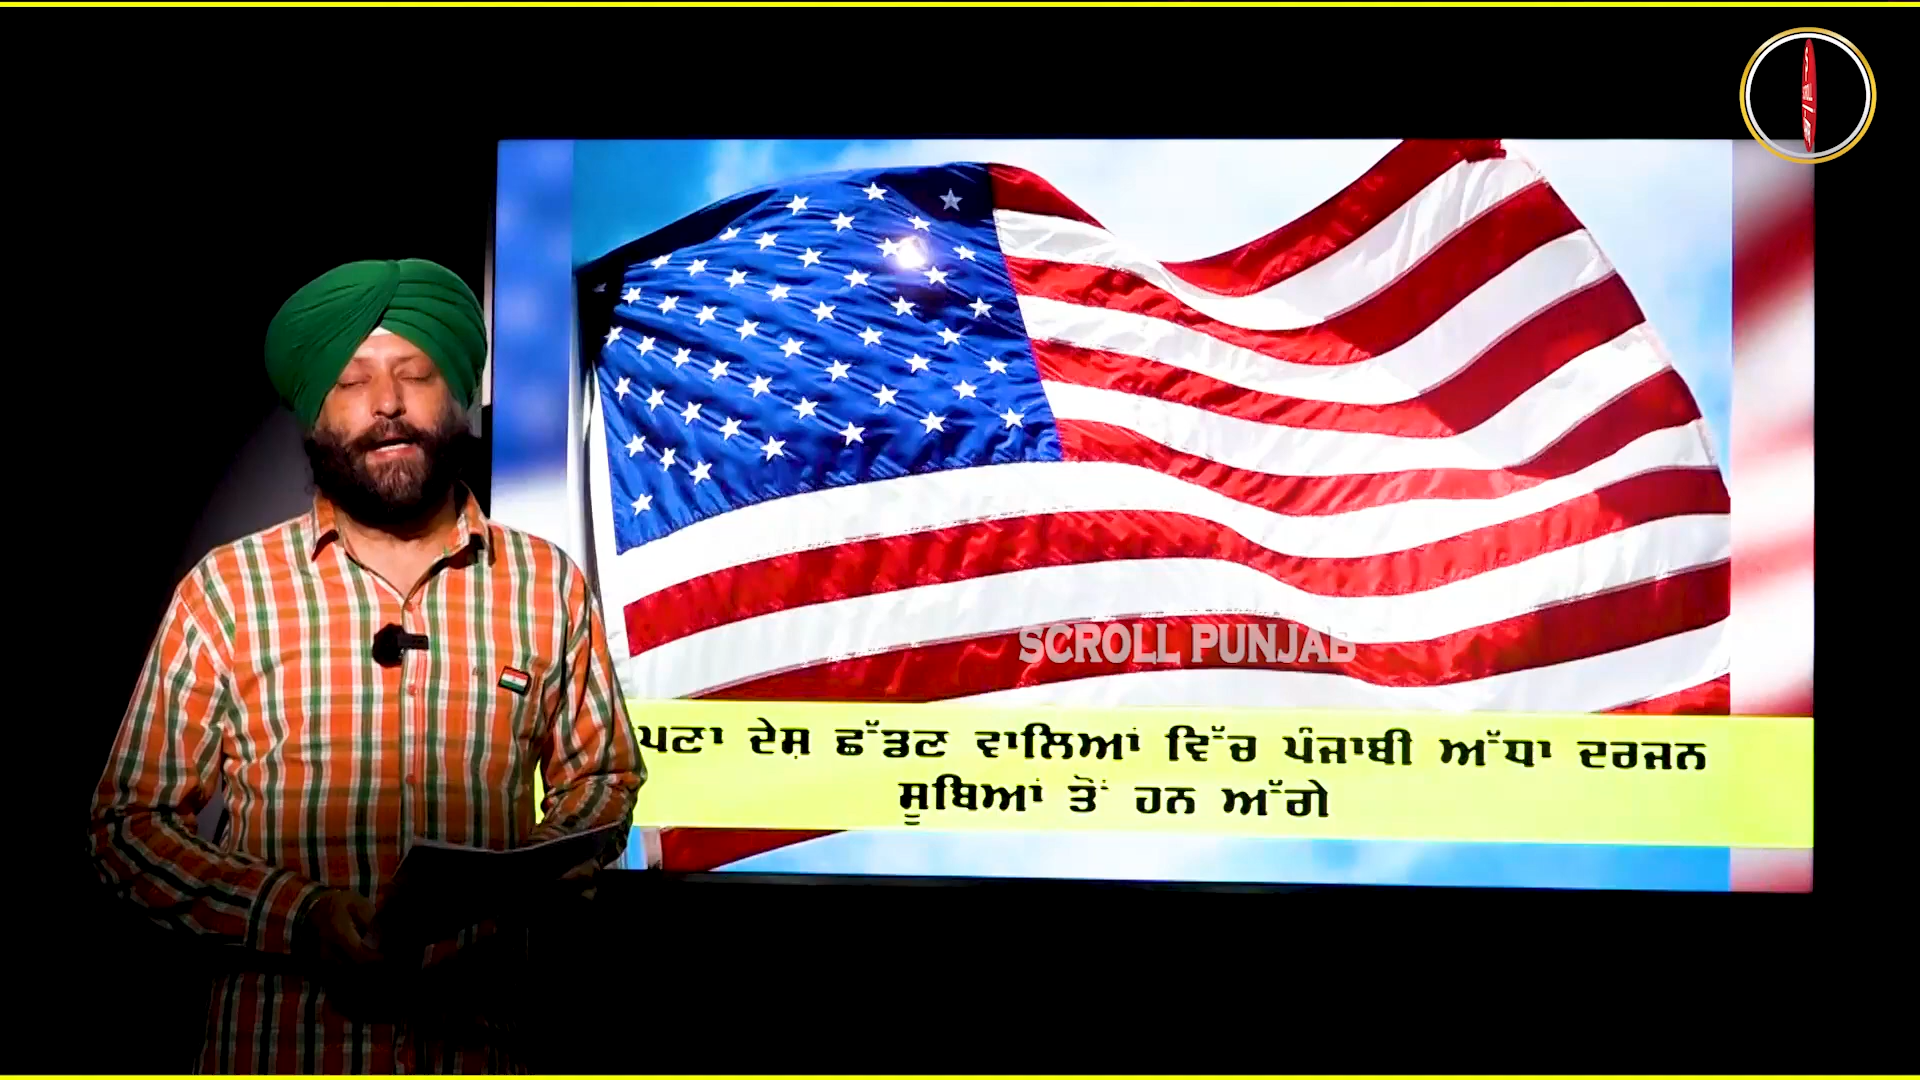 SCROLL PUNJAB
ਪਣਾ ਦੇਸ਼ ਛੱਡਣ ਵਾਲਿਆਂ ਵਿੱਚ ਪੰਜਾਬੀ ਅੱਧਾ ਦਰਜਨ
ਸੂਬਿਆਂ ਤੋਂ ਹਨ ਅੱਗੇ